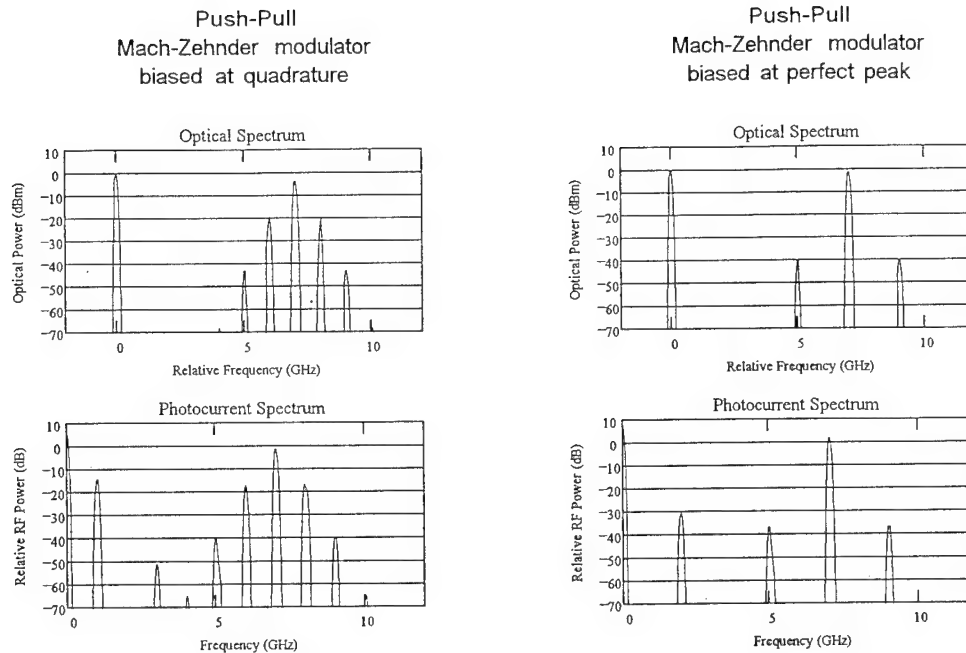 Push-Pull
Mach-Zehnder modulator
biased at quadrature
Optical Spectrum
10
0
−10
−20
−30
−40
−50
−60
−70
Optical Power (dBm)
0 5 10
Relative Frequency (GHz)
Photocurrent Spectrum
10
0
−10
−20
−30
−40
−50
−60
−70
Relative RF Power (dB)
0 5 10
Frequency (GHz)
Push-Pull
Mach-Zehnder modulator
biased at perfect peak
Optical Spectrum
10
0
−10
−20
−30
−40
−50
−60
−70
Optical Power (dBm)
0 5 10
Relative Frequency (GHz)
Photocurrent Spectrum
10
0
−10
−20
−30
−40
−50
−60
−70
Relative RF Power (dB)
0 5 10
Frequency (GHz)